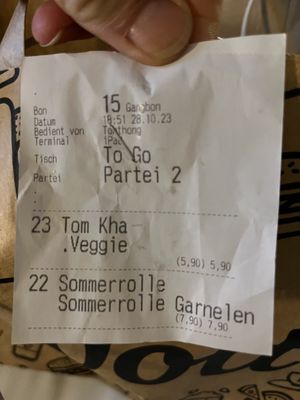 Bon 15 Gangbon
Datum 18:51 28.10.23
Bedient von Tonthong
Terminal iPad
Tisch To Go
Partei Partei 2
.
.
23 Tom Kha
.Veggie
(5,90) 5,90
22 Sommerrolle
Sommerrolle Garnelen
(7,90) 7,90